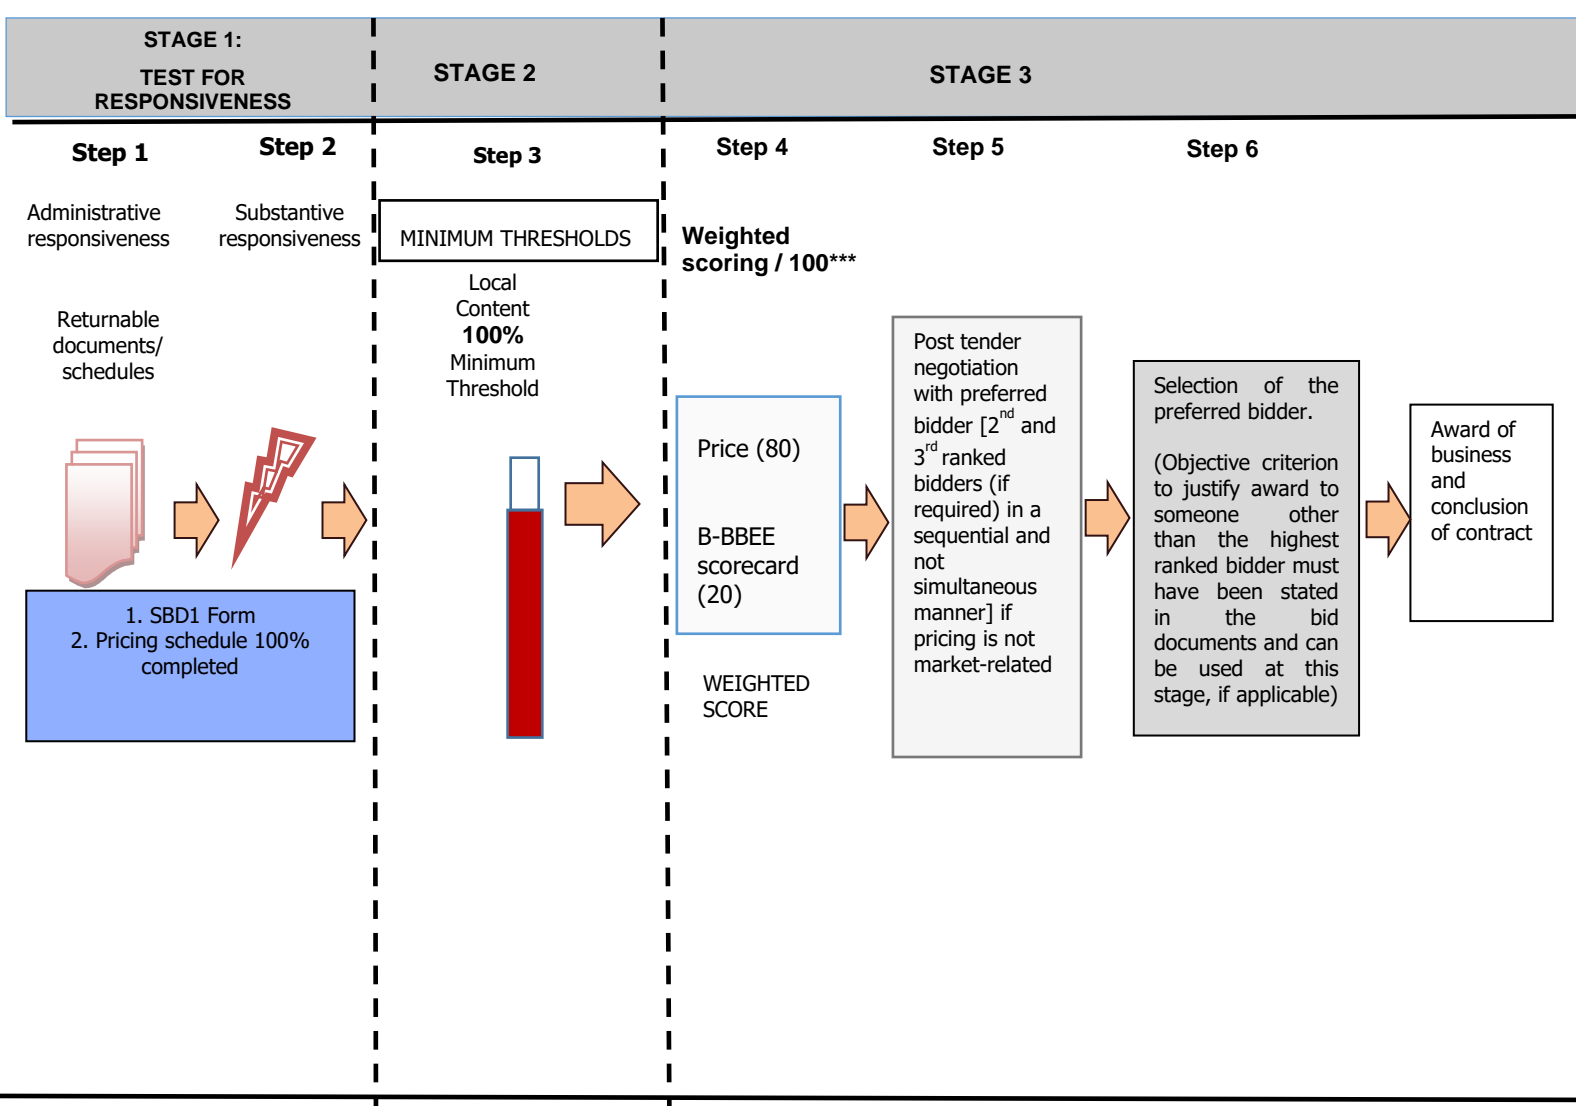 STAGE 1:
TEST FOR
RESPONSIVENESS
STAGE 2
STAGE 3
Step 1
Step 2
Step 3
Step 4
Step 5
Step 6
Administrative
responsiveness
Substantive
responsiveness
MINIMUM THRESHOLDS
Weighted
scoring / 100***
Returnable
documents/
schedules
1. SBD1 Form
2. Pricing schedule 100%
completed
Local
Content
100%
Minimum
Threshold
Price (80)
B-BBEE
scorecard
(20)
WEIGHTED
SCORE
Post tender
negotiation
with preferred
bidder [2nd and
3rd ranked
bidders (if
required) in a
sequential and
not
simultaneous
manner] if
pricing is not
market-related
Selection of the
preferred bidder.
(Objective criterion
to justify award to
someone other
than the highest
ranked bidder must
have been stated
in the bid
documents and can
be used at this
stage, if applicable)
Award of
business
and
conclusion
of contract